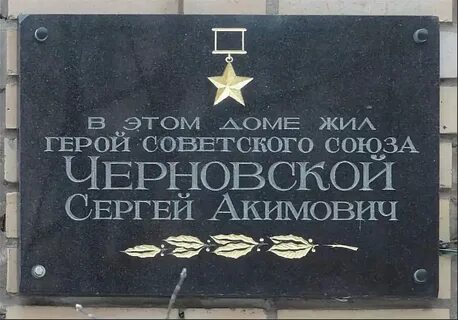 В ЭТОМ ДОМЕ ЖИЛ
ГЕРОЙ СОВЕТСКОГО СОЮЗА
ЧЕРНОВСКОЙ
СЕРГЕЙ АКИМОВИЧ